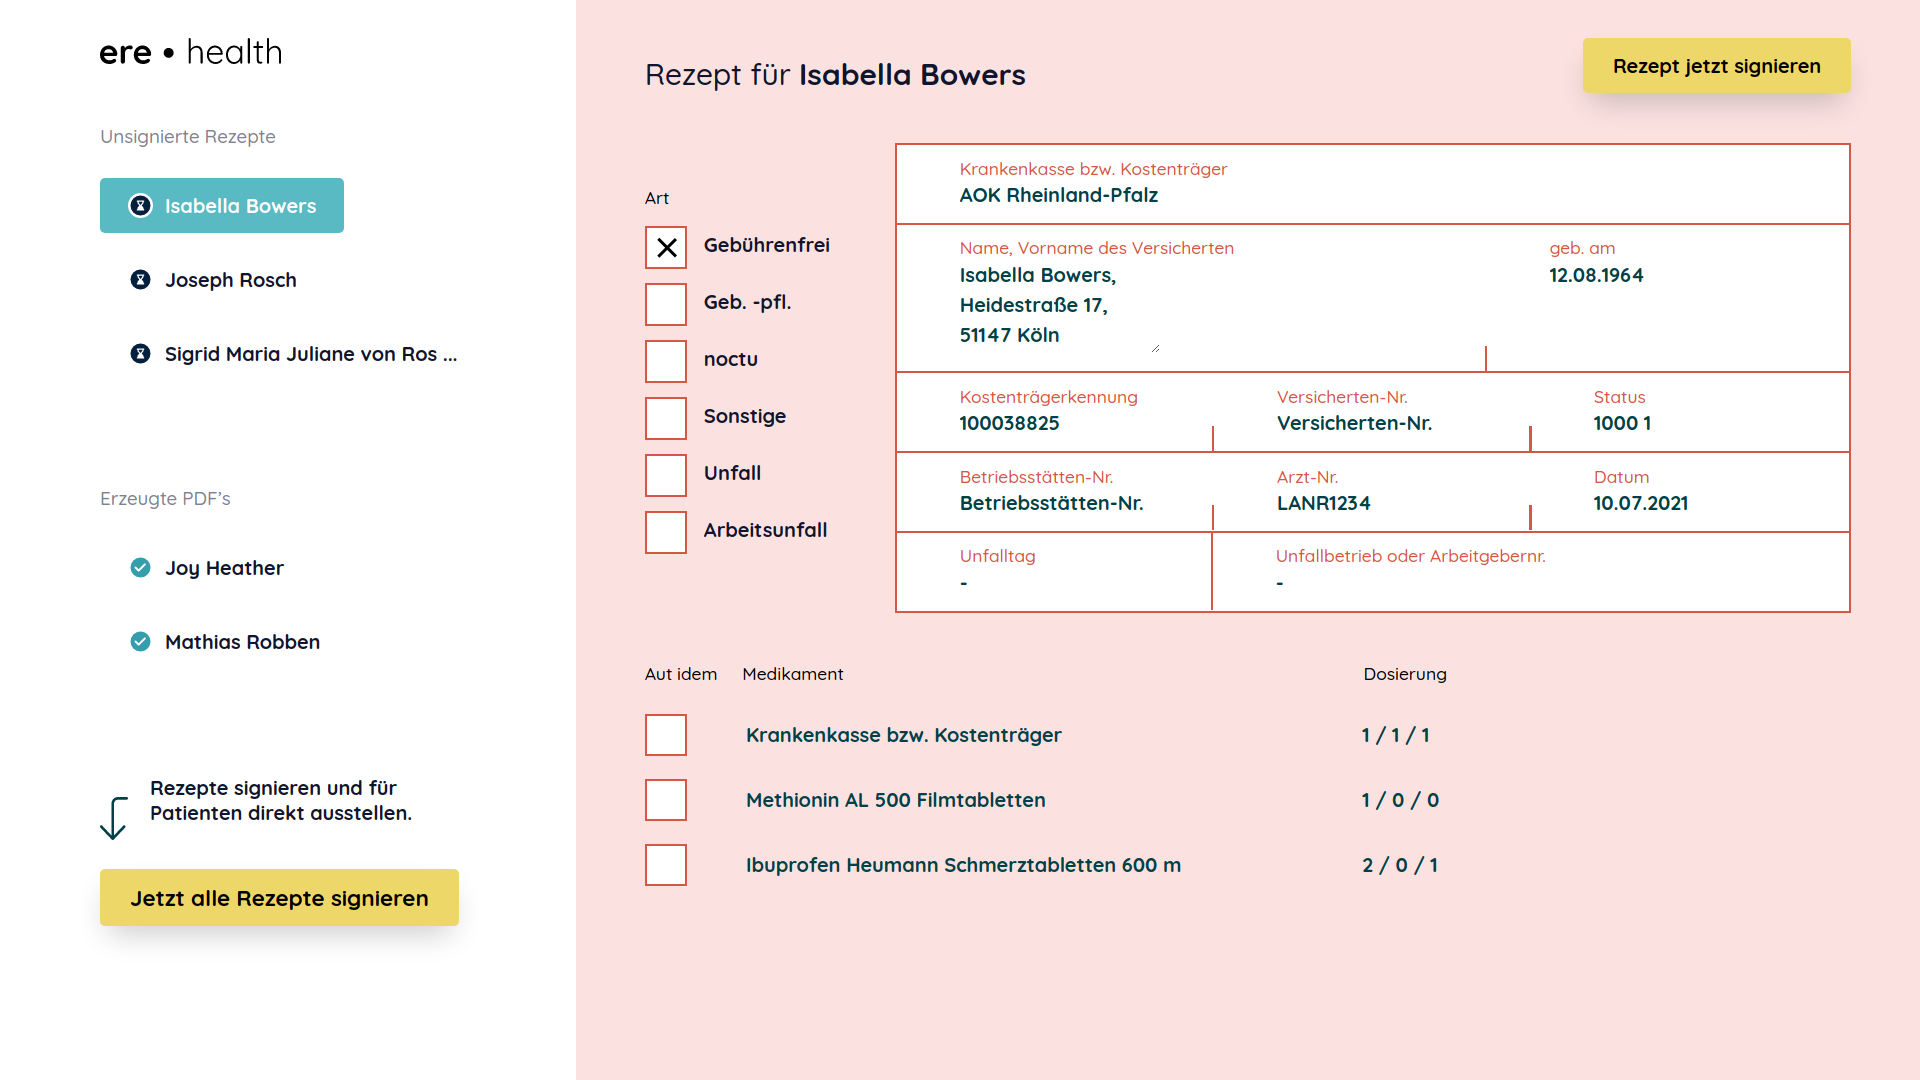 ere • health
Unsignierte Rezepte
Isabella Bowers
Joseph Rosch
Sigrid Maria Juliane von Ros ...
Erzeugte PDF's
Joy Heather
Mathias Robben
Rezepte signieren und für
Patienten direkt ausstellen.
Jetzt alle Rezepte signieren
Rezept für Isabella Bowers
Rezept jetzt signieren
Art
Gebührenfrei
Geb. -pfl.
noctu
Sonstige
Unfall
Arbeitsunfall
Krankenkasse bzw. Kostenträger
AOK Rheinland-Pfalz
Name, Vorname des Versicherten geb. am
Isabella Bowers, 12.08.1964
Heidestraße 17,
51147 Köln
Kostenträgerkennung Versicherten-Nr. Status
100038825 Versicherten-Nr. 1000 1
Betriebsstätten-Nr. Arzt-Nr. Datum
Betriebsstätten-Nr. LANR1234 10.07.2021
Unfalltag Unfallbetrieb oder Arbeitgebernr.
- -
Aut idem Medikament Dosierung
Krankenkasse bzw. Kostenträger 1 / 1 / 1
Methionin AL 500 Filmtabletten 1 / 0 / 0
Ibuprofen Heumann Schmerztabletten 600 m 2 / 0 / 1